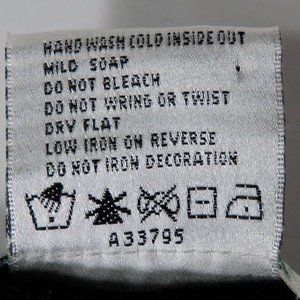 HAND WASH COLD INSIDE OUT
MILD SOAP
DO NOT BLEACH
DO NOT WRING OR TWIST
DRY FLAT
LOW IRON ON REVERSE
DO NOT IRON DECORATION
A33795